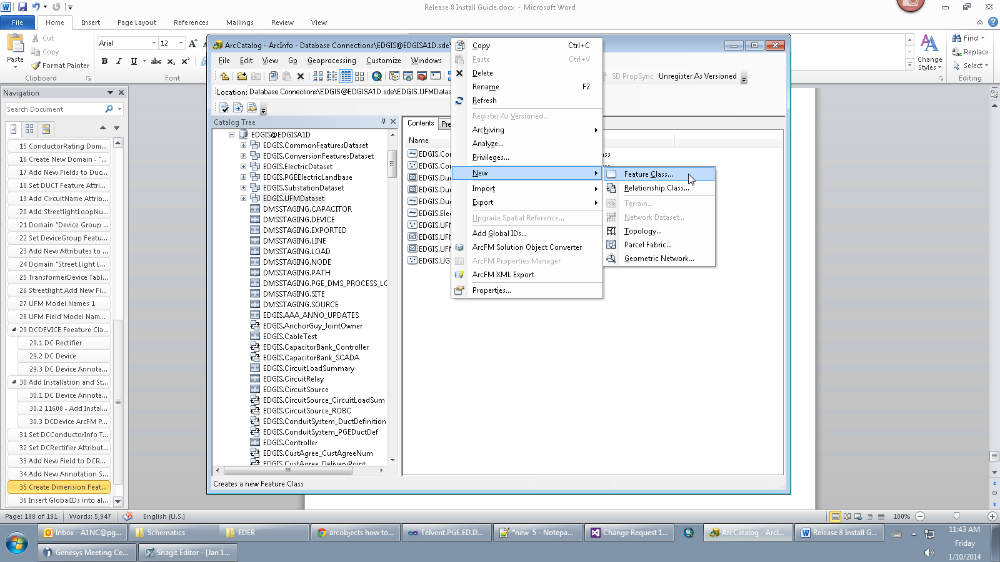 Release 8 Install Guide.docx - Microsoft Word
File Home Insert Page Layout References Mailings Review View
Paste
Cut
Copy
Format Painter
Clipboard
Arial 12
B I U abc X₂ X²
Font
Change Styles
Find
Replace
Select
Editing
Navigation
Search Document
15 ConductorRating Dom...
16 Create New Domain - "...
17 Add New Fields to Duc...
18 Set DUCT Feature Attri...
19 Add CircuitName Attrib...
20 Add StreetlightLoopNu...
21 Domain "Device Group ...
22 Set DeviceGroup Featu...
23 Add New Attributes to ...
24 Domain "Street Light L...
25 TransformerDevice Tabl...
26 Streetlight Add New Fi...
27 UFM Model Names 1
28 UFM Field Model Nam...
29 DCDEVICE Feeature Cla...
29.1 DC Rectifier
29.2 DC Device
29.3 DC Device Annota...
30 Add Installation and St...
30.1 DC Device Annota...
30.2 11608 - Add Instal...
30.3 DCDevice ArcFM P...
31 Set DCConductorInfo T...
32 Set DCRectifier Attribut...
33 Add New Field to DCR...
34 Add New Annotation S...
35 Create Dimension Feat...
36 Insert GlobalIDs into al...
ArcCatalog - ArcInfo - Database Connections\EDGIS@EDGISA1D.sde\
File Edit View Go Geoprocessing Customize Windows
SD PropSync Unregister As Versioned
Location: Database Connections\EDGIS@EDGISA1D.sde\EDGIS.UFMDatas
Catalog Tree
EDGIS@EDGISA1D
EDGIS.CommonFeaturesDataset
EDGIS.ConversionFeaturesDataset
EDGIS.ElectricDataset
EDGIS.PGEElectricLandbase
EDGIS.SubstationDataset
EDGIS.UFMDataset
DMSSTAGING.CAPACITOR
DMSSTAGING.DEVICE
DMSSTAGING.EXPORTED
DMSSTAGING.LINE
DMSSTAGING.LOAD
DMSSTAGING.NODE
DMSSTAGING.PATH
DMSSTAGING.PGE_DMS_PROCESS_LO
DMSSTAGING.SITE
DMSSTAGING.SOURCE
EDGIS.AAA_ANNO_UPDATES
EDGIS.AnchorGuy_JointOwner
EDGIS.CableTest
EDGIS.CapacitorBank_Controller
EDGIS.CapacitorBank_SCADA
EDGIS.CircuitLoadSummary
EDGIS.CircuitRelay
EDGIS.CircuitSource
EDGIS.CircuitSource_CircuitLoadSum
EDGIS.CircuitSource_ROBC
EDGIS.ConduitSystem_DuctDefinition
EDGIS.ConduitSystem_PGEDuctDef
EDGIS.Controller
EDGIS.CustAgree_CustAgreeNum
EDGIS.CustAgree_DeliveryPoint
Contents Pre
Name
EDGIS.Con ass
EDGIS.Con
EDGIS.Duc
EDGIS.Duc
EDGIS.Duc
EDGIS.Elec
EDGIS.UFM
EDGIS.UFM
EDGIS.UFM
EDGIS.UG
Copy Ctrl+C
Paste Ctrl+V
Delete
Rename F2
Refresh
Register As Versioned...
Archiving
Analyze...
Privileges...
New
Import
Export
Upgrade Spatial Reference...
Add Global IDs...
ArcFM Solution Object Converter
ArcFM Properties Manager
ArcFM XML Export
Properties...
Feature Class...
Relationship Class...
Terrain...
Network Dataset...
Topology...
Parcel Fabric...
Geometric Network...
Creates a new Feature Class
Page: 188 of 191 Words: 5,947 English (U.S.) 100%
Inbox - A1NC@pg... Schematics EDER arcobjects how to... Telvent.PGE.ED.D... *new 5 - Notepa... Change Request 1... ArcCatalog - ArcI... Release 8 Install G...
Genesys Meeting Ce... Snagit Editor - [Jan 1...
11:43 AM
Friday
1/10/2014